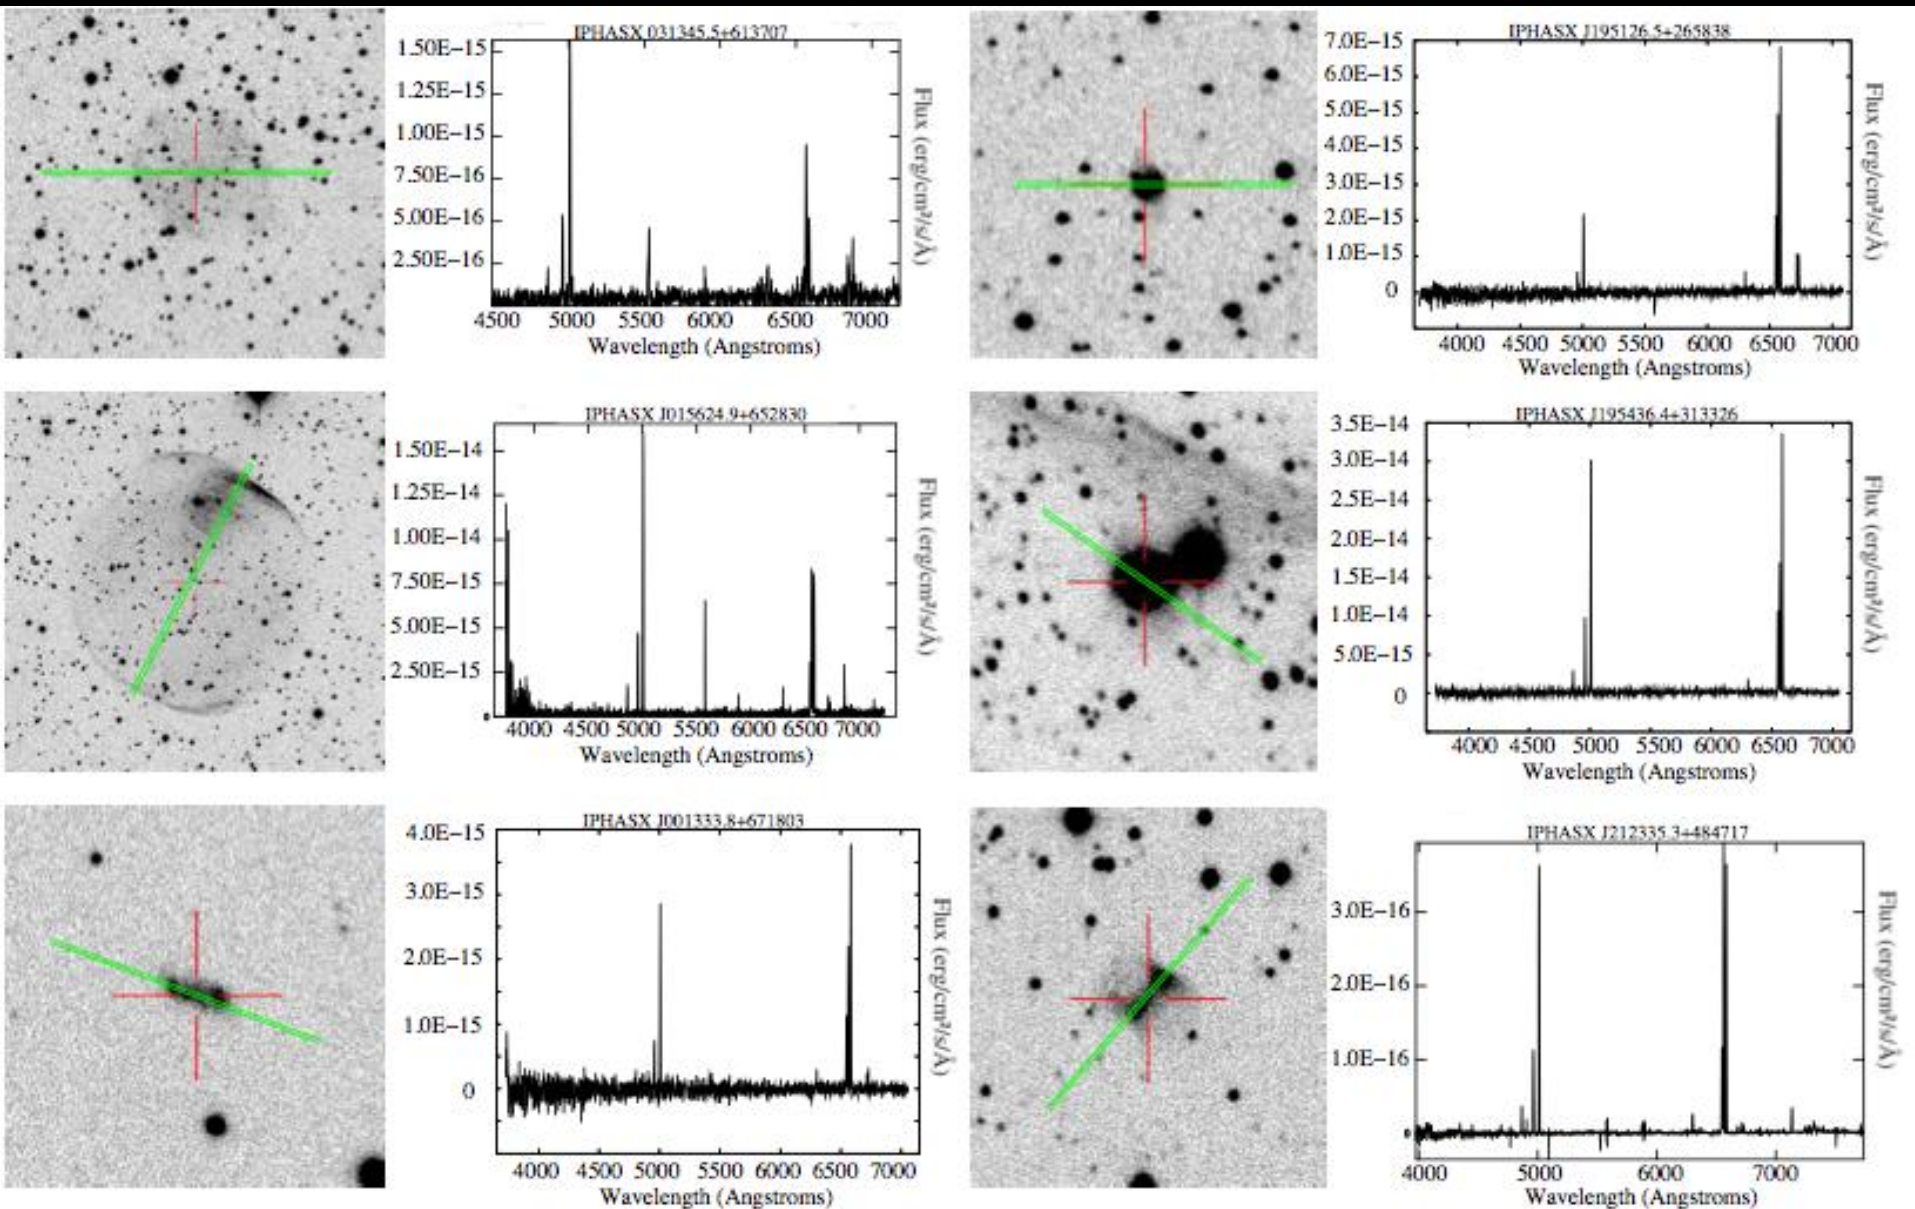 IPHASX 031345.5+613707
1.50E−15
1.25E−15
1.00E−15
7.50E−16
5.00E−16
2.50E−16
Flux (erg/cm²/s/Å)
4500 5000 5500 6000 6500 7000
Wavelength (Angstroms)
IPHASX J195126.5+265838
7.0E−15
6.0E−15
5.0E−15
4.0E−15
3.0E−15
2.0E−15
1.0E−15
0
Flux (erg/cm²/s/Å)
4000 4500 5000 5500 6000 6500 7000
Wavelength (Angstroms)
IPHASX J015624.9+652830
1.50E−14
1.25E−14
1.00E−14
7.50E−15
5.00E−15
2.50E−15
0
Flux (erg/cm²/s/Å)
4000 4500 5000 5500 6000 6500 7000
Wavelength (Angstroms)
IPHASX J195436.4+313326
3.5E−14
3.0E−14
2.5E−14
2.0E−14
1.5E−14
1.0E−14
5.0E−15
0
Flux (erg/cm²/s/Å)
4000 4500 5000 5500 6000 6500 7000
Wavelength (Angstroms)
IPHASX J001333.8+671803
4.0E−15
3.0E−15
2.0E−15
1.0E−15
0
Flux (erg/cm²/s/Å)
4000 4500 5000 5500 6000 6500 7000
Wavelength (Angstroms)
IPHASX J212335.3+484717
3.0E−16
2.0E−16
1.0E−16
0
Flux (erg/cm²/s/Å)
4000 5000 6000 7000
Wavelength (Angstroms)